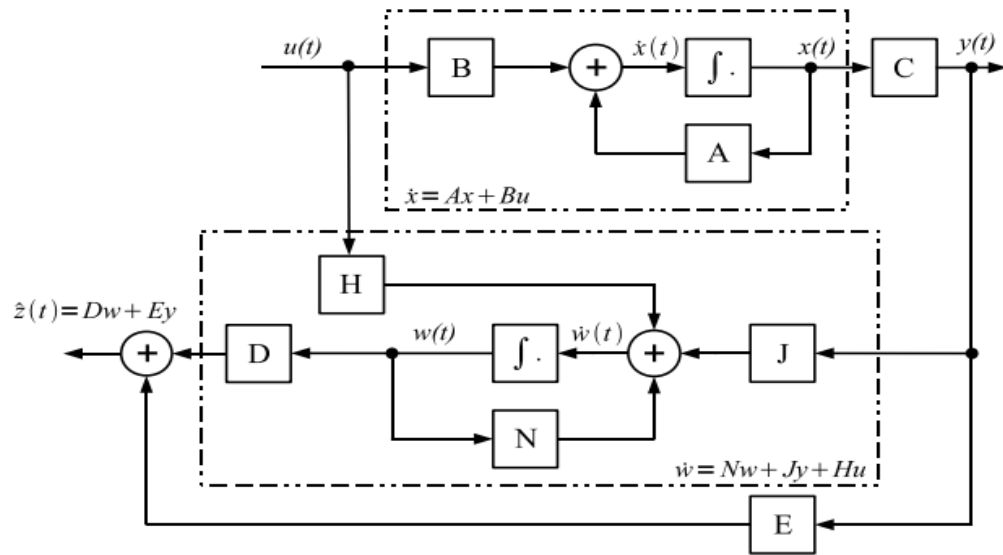 u(t)
B
+
ẋ(t)
∫ .
x(t)
C
y(t)
A
ẋ = Ax + Bu
H
ẑ(t) = Dw + Ey
+
D
w(t)
∫ .
ẇ(t)
+
J
N
ẇ = Nw + Jy + Hu
E